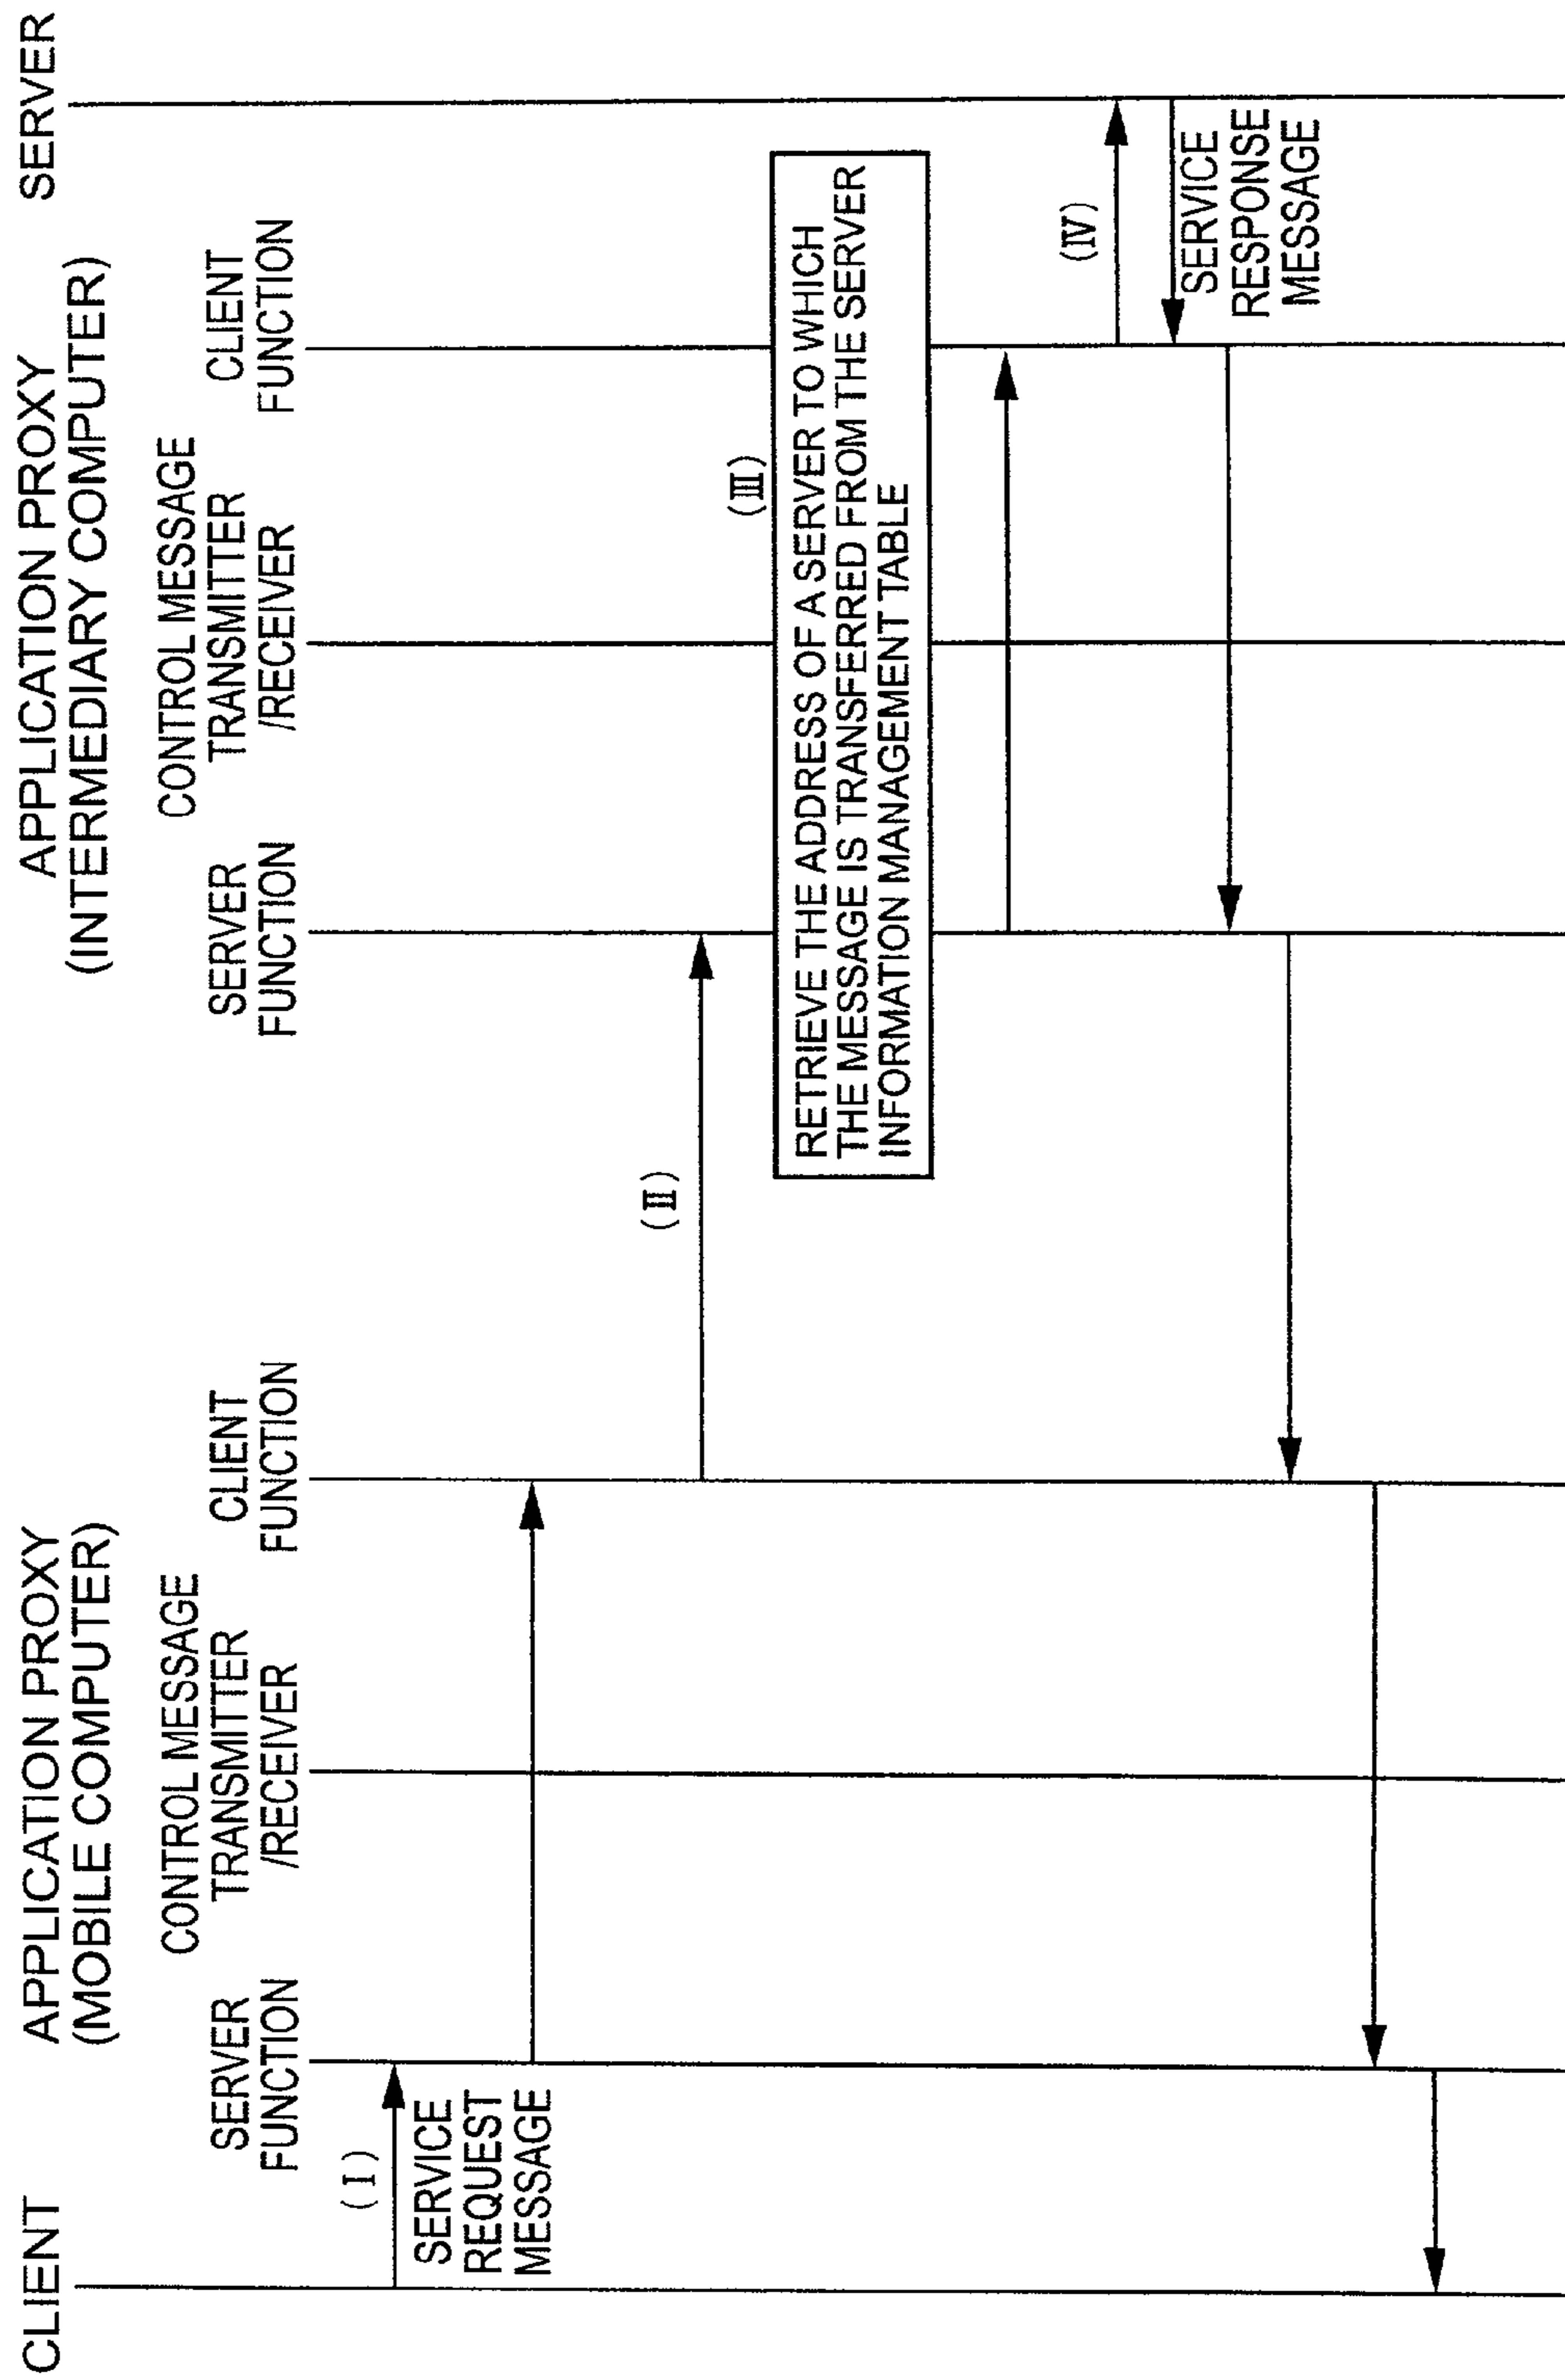 CLIENT
APPLICATION PROXY
(MOBILE COMPUTER)
SERVER
FUNCTION
CONTROL MESSAGE
TRANSMITTER
/RECEIVER
CLIENT
FUNCTION
APPLICATION PROXY
(INTERMEDIARY COMPUTER)
SERVER
FUNCTION
CONTROL MESSAGE
TRANSMITTER
/RECEIVER
CLIENT
FUNCTION
SERVER
(I)
SERVICE
REQUEST
MESSAGE
(II)
(III)
RETRIEVE THE ADDRESS OF A SERVER TO WHICH
THE MESSAGE IS TRANSFERRED FROM THE SERVER
INFORMATION MANAGEMENT TABLE
(IV)
SERVICE
RESPONSE
MESSAGE